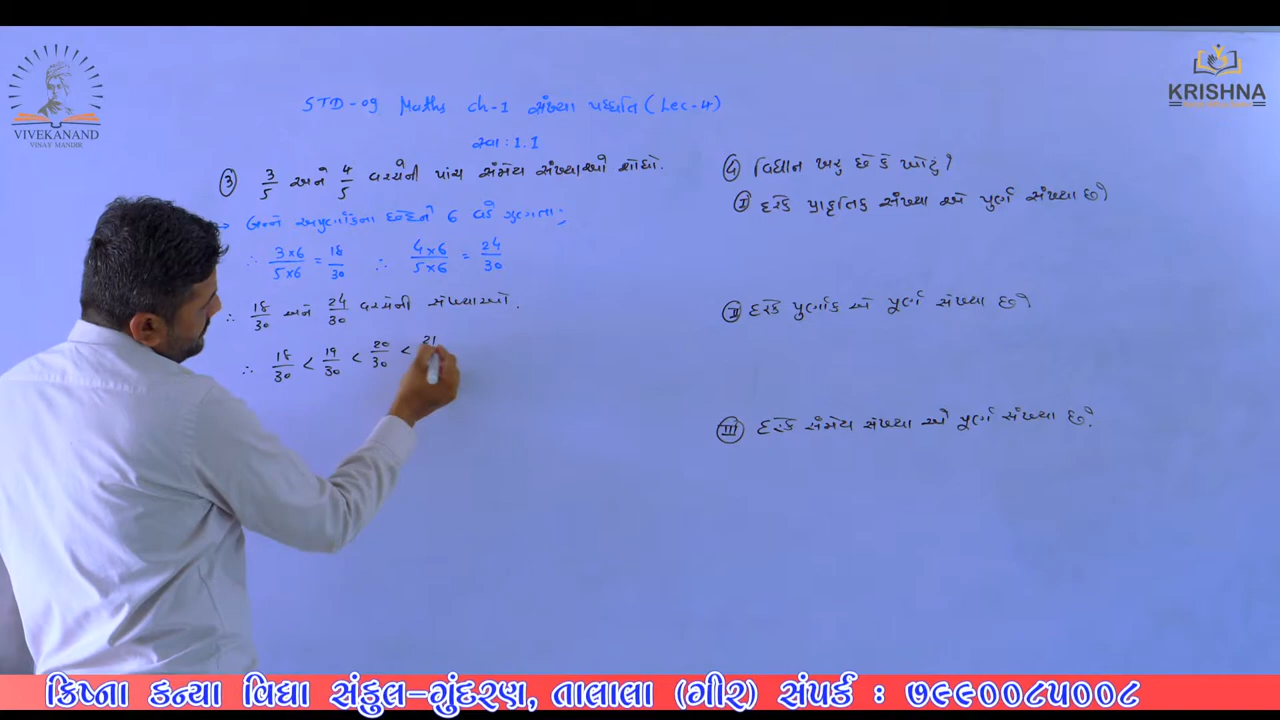 VIVEKANAND
VINAY MANDIR
KRISHNA
STD-09 Maths ch-1 સંખ્યા પધ્ધતિ (Lec-4)
સ્વા : 1.1
③ 3/5 અને 4/5 વચ્ચેની પાંચ સંમેય સંખ્યાઓ શોધો.
→ બન્ને અપુર્ણાંકના છેદને 6 વડે ગુણતા:
∴ 3×6/5×6 = 18/30 ∴ 4×6/5×6 = 24/30
∴ 18/30 અને 24/30 વચ્ચેની સંખ્યાઓ.
∴ 18/30 < 19/30 < 20/30 < 21
④ વિધાન ખરુ છે કે ખોટું?
Ⅰ દરેક પ્રાકૃતિક સંખ્યા એ પુર્ણ સંખ્યા છે?
Ⅱ દરેક પુર્ણાંક એ પૂર્ણ સંખ્યા છે?
Ⅲ દરેક સંમેય સંખ્યા એ પૂર્ણ સંખ્યા છે?
ક્રિષ્ના કન્યા વિદ્યા સંકુલ-ગુંદરણ, તાલાલા (ગીર) સંપર્ક : ૭૯૯૦૦૮૫૦૦૮